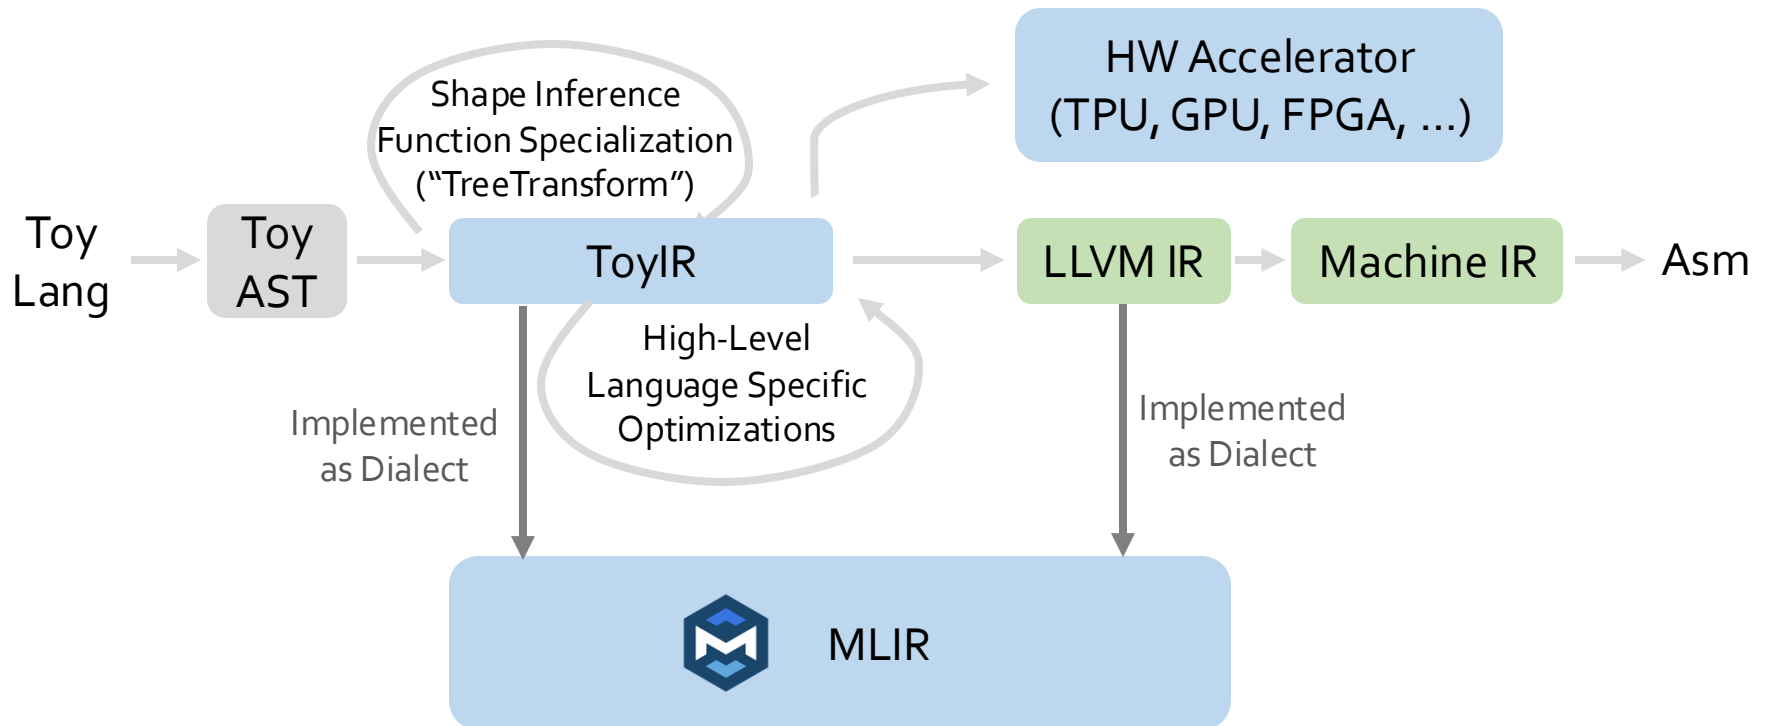 HW Accelerator
(TPU, GPU, FPGA, ...)
Shape Inference
Function Specialization
(“TreeTransform”)
Toy
Lang
Toy
AST
ToyIR
LLVM IR
Machine IR
Asm
High-Level
Language Specific
Optimizations
Implemented
as Dialect
Implemented
as Dialect
MLIR